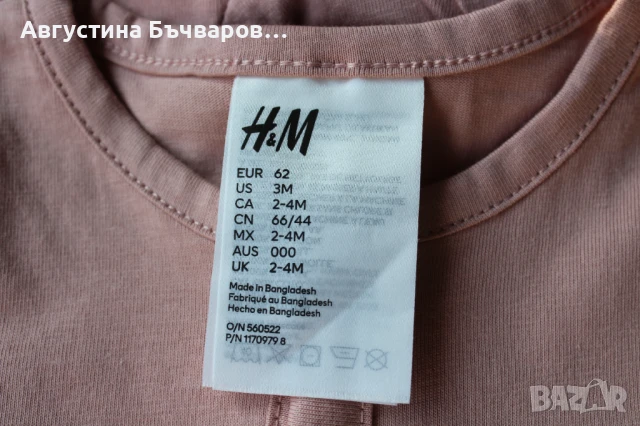 Августина Бъчваров...
H&M
EUR 62
US 3M
CA 2-4M
CN 66/44
MX 2-4M
AUS 000
UK 2-4M
Made in Bangladesh
Fabriqué au Bangladesh
Hecho en Bangladesh
O/N 560522
P/N 1170979 8
BAZAR